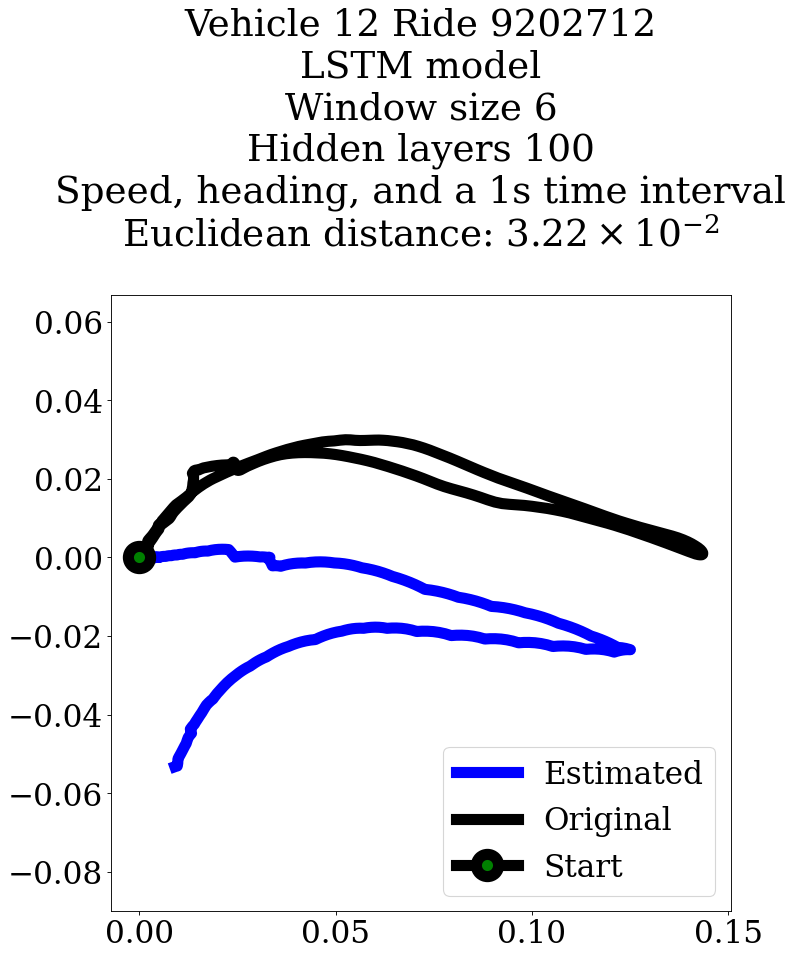 Vehicle 12 Ride 9202712
LSTM model
Window size 6
Hidden layers 100
Speed, heading, and a 1s time interval
Euclidean distance: 3.22 × 10⁻²
0.06
0.04
0.02
0.00
−0.02
−0.04
−0.06
−0.08
Estimated
Original
Start
0.00 0.05 0.10 0.15